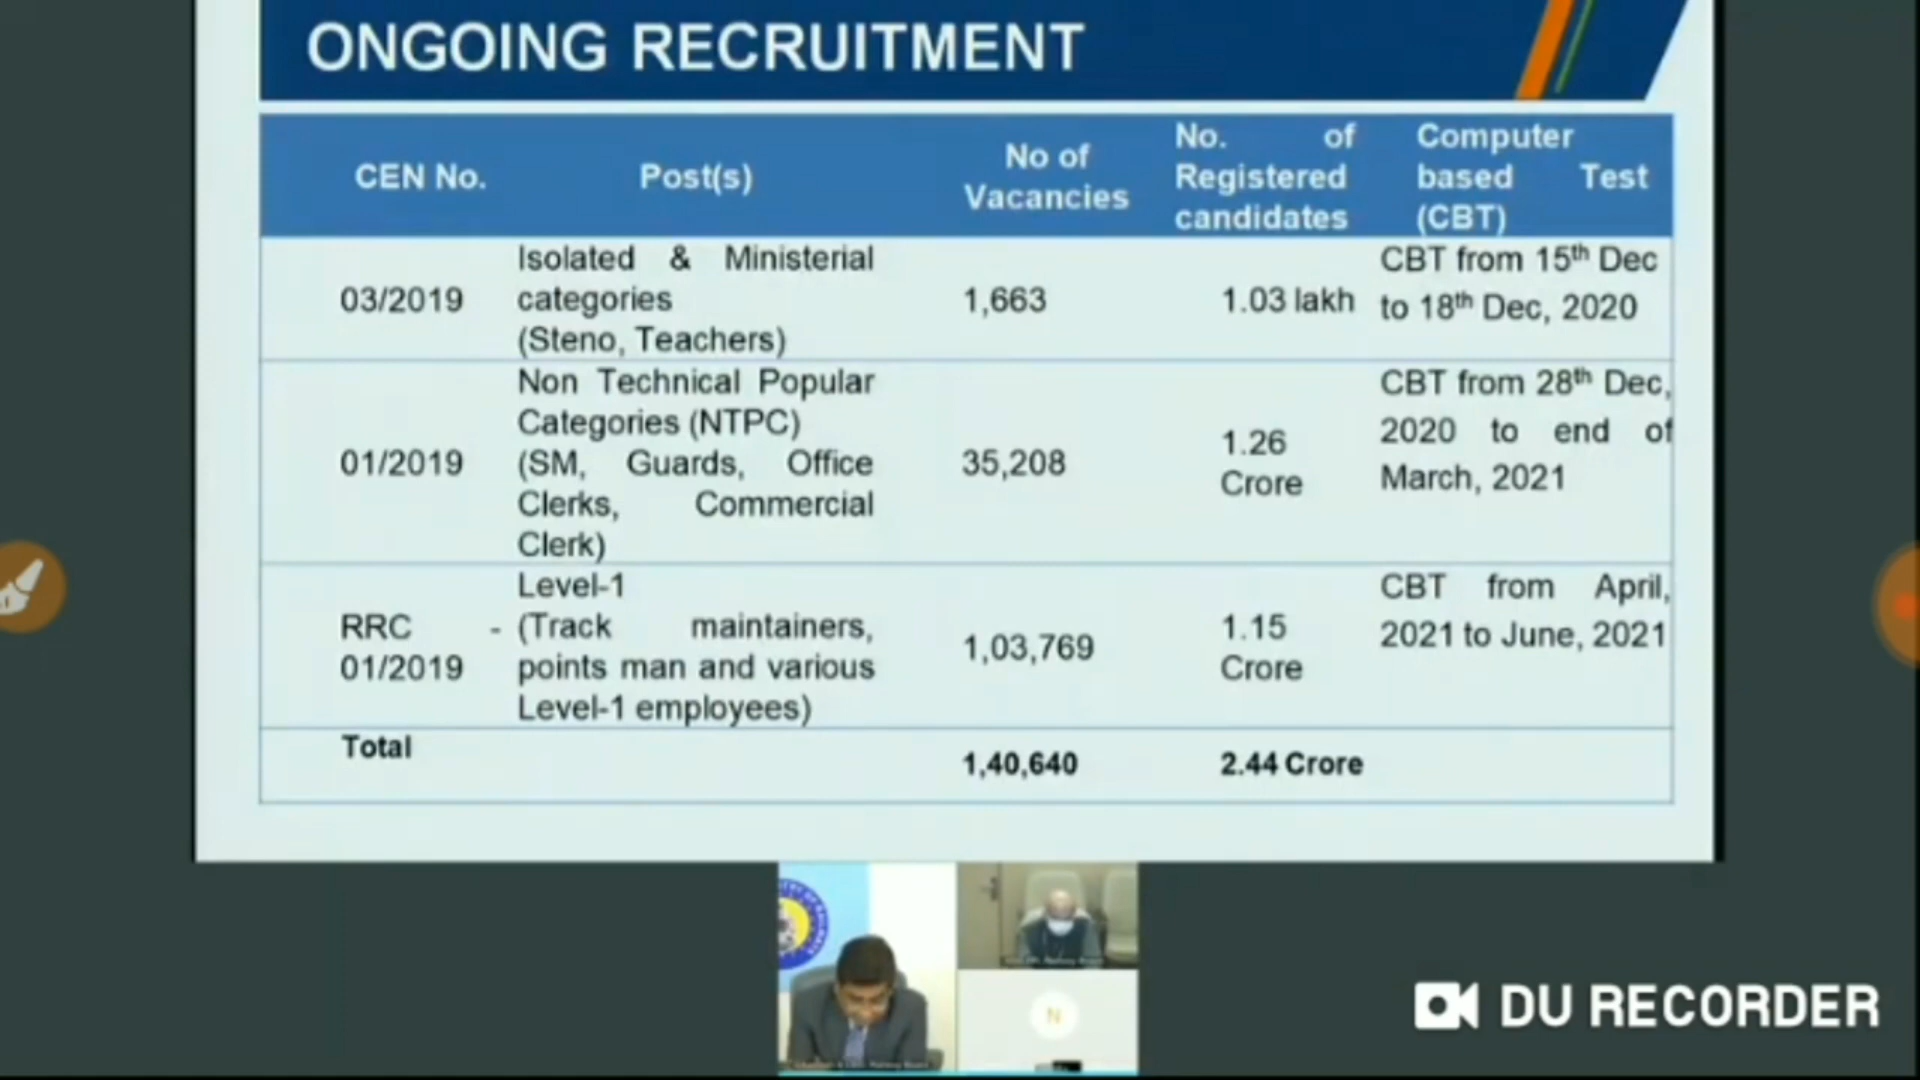 ONGOING RECRUITMENT
CEN No.
Post(s)
No of
Vacancies
No. of
Registered
candidates
Computer
based Test
(CBT)
03/2019
Isolated & Ministerial
categories
(Steno, Teachers)
1,663
1.03 lakh
CBT from 15th Dec
to 18th Dec, 2020
01/2019
Non Technical Popular
Categories (NTPC)
(SM, Guards, Office
Clerks, Commercial
Clerk)
35,208
1.26
Crore
CBT from 28th Dec,
2020 to end of
March, 2021
RRC -
01/2019
Level-1
(Track maintainers,
points man and various
Level-1 employees)
1,03,769
1.15
Crore
CBT from April,
2021 to June, 2021
Total
1,40,640
2.44 Crore
N
DU RECORDER